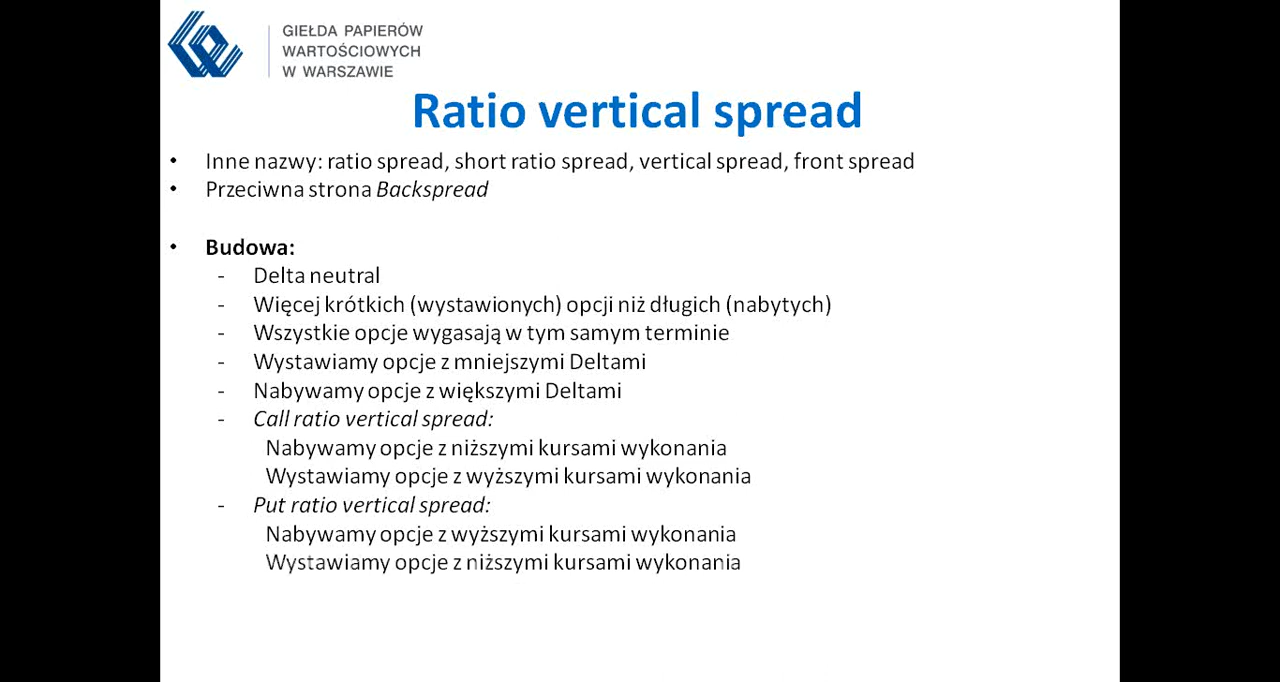 GIEŁDA PAPIERÓW
WARTOŚCIOWYCH
W WARSZAWIE
Ratio vertical spread
• Inne nazwy: ratio spread, short ratio spread, vertical spread, front spread
• Przeciwna strona Backspread
• Budowa:
- Delta neutral
- Więcej krótkich (wystawionych) opcji niż długich (nabytych)
- Wszystkie opcje wygasają w tym samym terminie
- Wystawiamy opcje z mniejszymi Deltami
- Nabywamy opcje z większymi Deltami
- Call ratio vertical spread:
Nabywamy opcje z niższymi kursami wykonania
Wystawiamy opcje z wyższymi kursami wykonania
- Put ratio vertical spread:
Nabywamy opcje z wyższymi kursami wykonania
Wystawiamy opcje z niższymi kursami wykonania